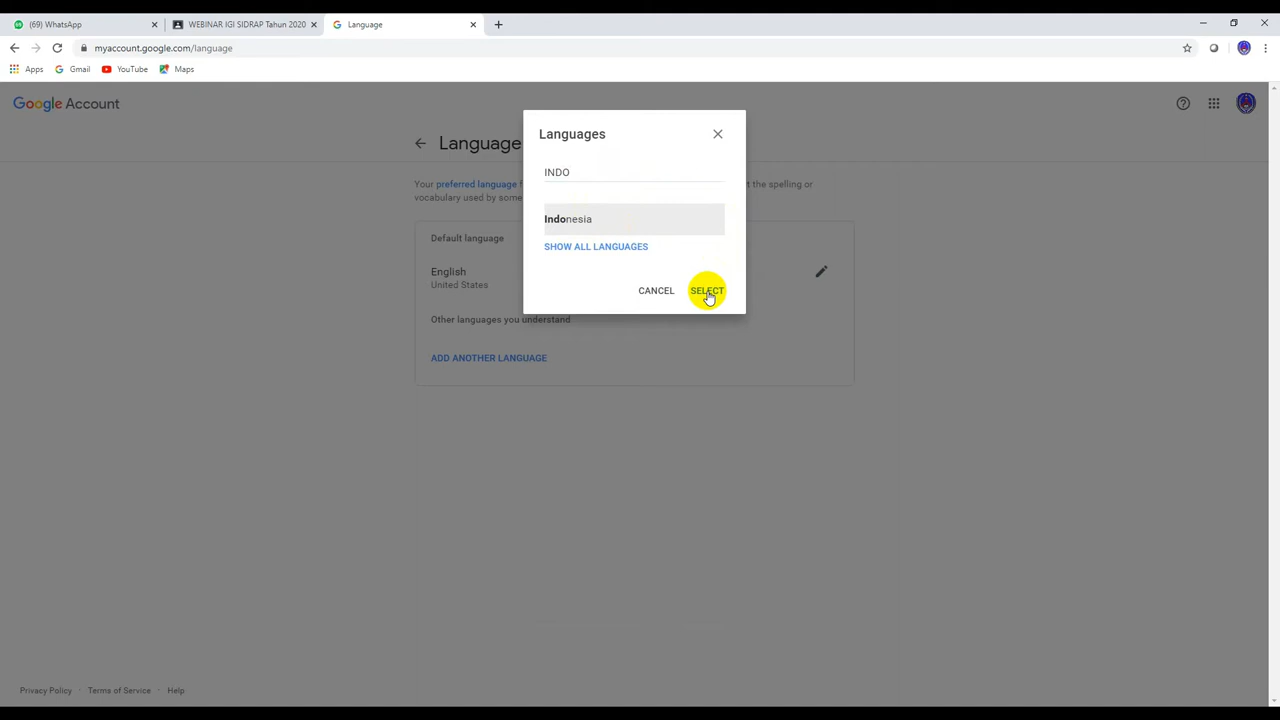 (69) WhatsApp
WEBINAR IGI SIDRAP Tahun 2020
Language
myaccount.google.com/language
Apps
Gmail
YouTube
Maps
Google Account
Language
Your preferred language f
t the spelling or
vocabulary used by some
Default language
English
United States
Other languages you understand
ADD ANOTHER LANGUAGE
Languages
INDO
Indonesia
SHOW ALL LANGUAGES
CANCEL
SELECT
Privacy Policy · Terms of Service · Help